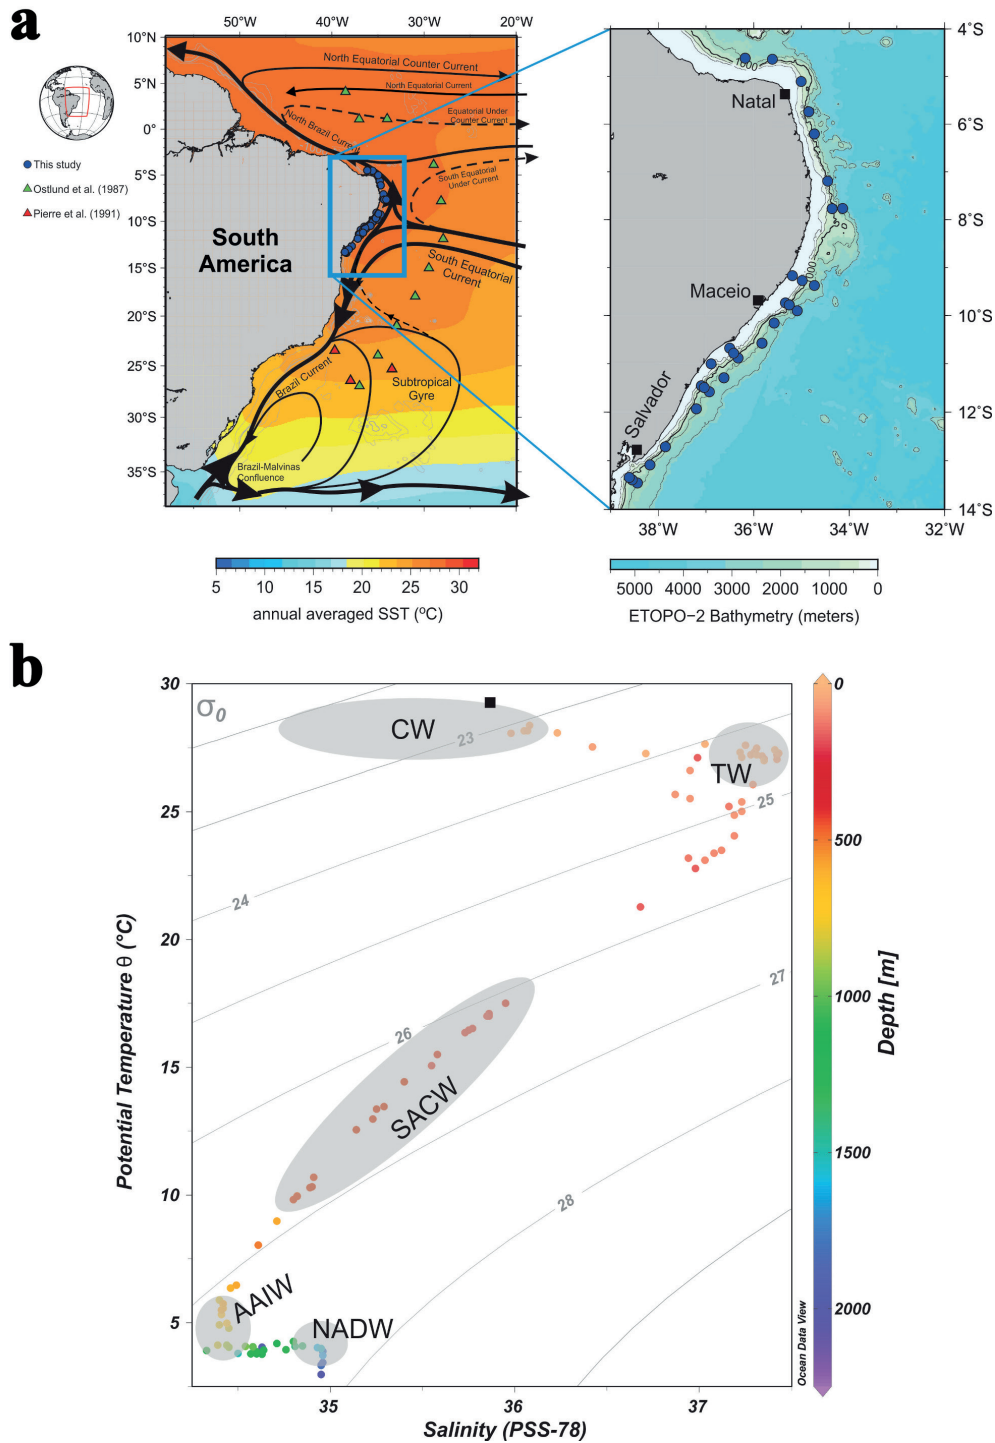 a
50°W 40°W 30°W 20°W
10°N
5°N
0°
5°S
10°S
15°S
20°S
25°S
30°S
35°S
This study
Ostlund et al. (1987)
Pierre et al. (1991)
North Equatorial Counter Current
North Equatorial Current
Equatorial Under
Counter Current
North Brazil Current
South Equatorial
Under Current
South
America
South Equatorial
Current
Brazil Current
Subtropical
Gyre
Brazil-Malvinas
Confluence
5 10 15 20 25 30
annual averaged SST (ºC)
1000
Natal
Maceio
Salvador
1000
4°S
6°S
8°S
10°S
12°S
14°S
38°W 36°W 34°W 32°W
5000 4000 3000 2000 1000 0
ETOPO−2 Bathymetry (meters)
b
σ0
30
25
20
15
10
5
Potential Temperature θ (°C)
CW
TW
SACW
AAIW
NADW
23
24
25
26
27
28
35 36 37
Salinity (PSS-78)
Ocean Data View
0
500
1000
1500
2000
Depth [m]